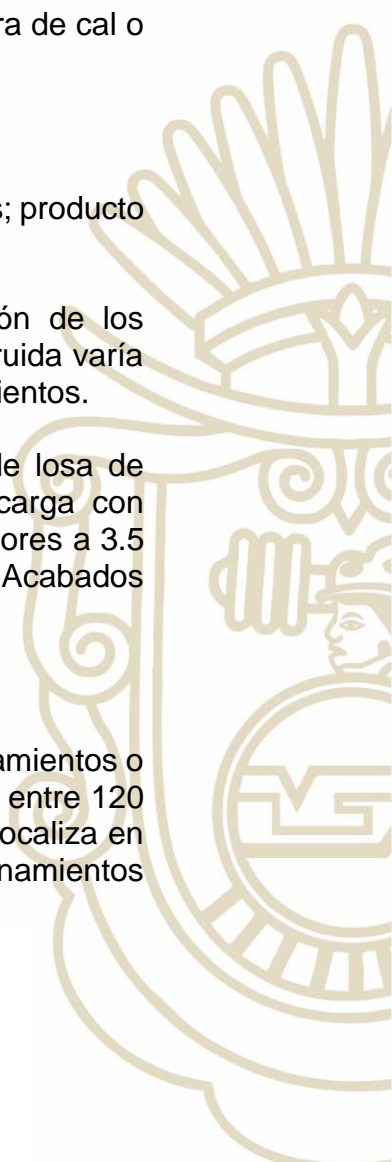 ra de cal o
s; producto
ón de los
ruida varía
ientos.
le losa de
carga con
ores a 3.5
Acabados
amientos o
entre 120
ocaliza en
namientos